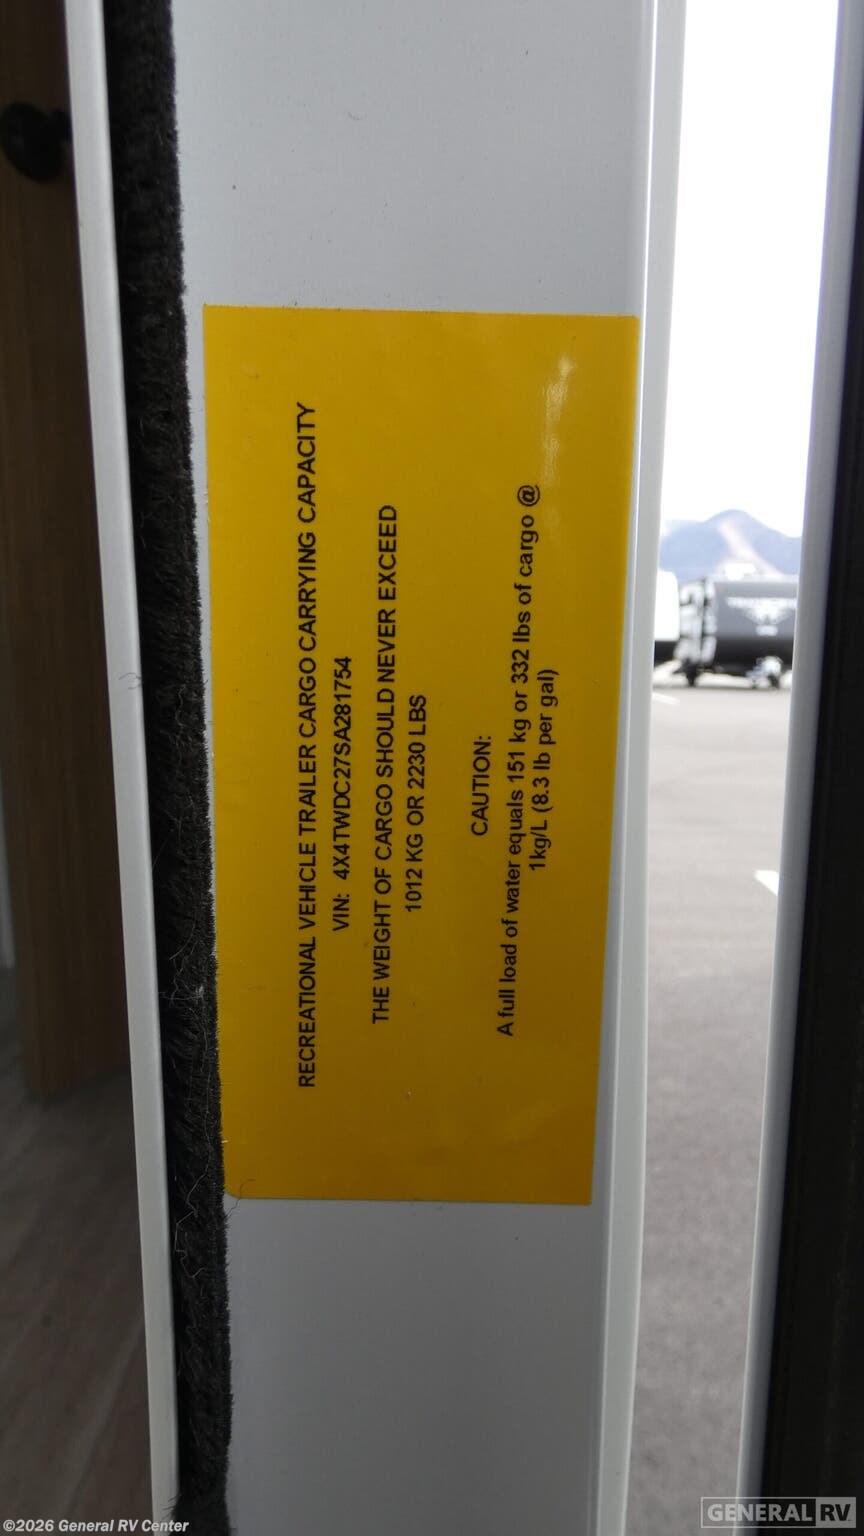 RECREATIONAL VEHICLE TRAILER CARGO CARRYING CAPACITY
VIN: 4X4TWDC27SA281754
THE WEIGHT OF CARGO SHOULD NEVER EXCEED
1012 KG OR 2230 LBS
CAUTION:
A full load of water equals 151 kg or 332 lbs of cargo @
1kg/L (8.3 lb per gal)
©2026 General RV Center
GENERAL RV